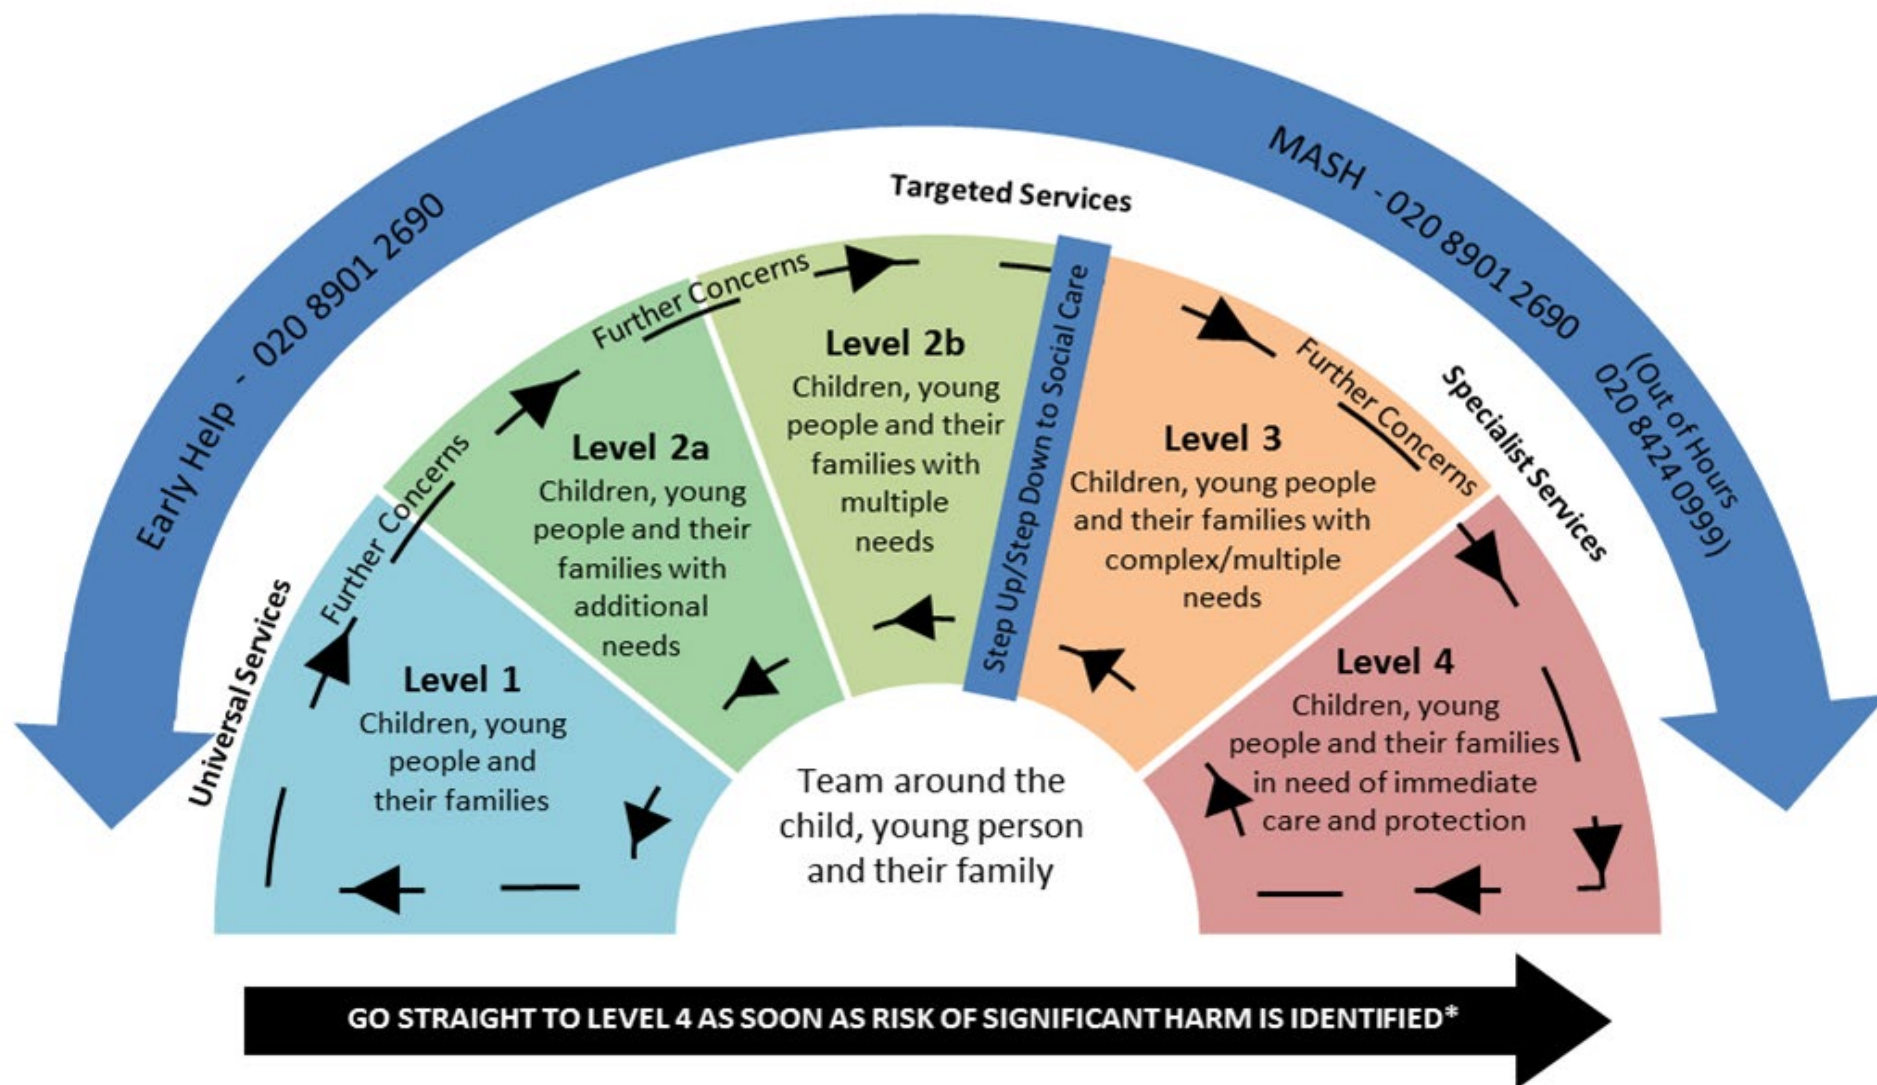 Early Help - 020 8901 2690
MASH - 020 8901 2690
(Out of Hours
020 8424 0999)
Universal Services
Targeted Services
Specialist Services
Further Concerns
Further Concerns
Further Concerns
Level 1
Children, young
people and
their families
Level 2a
Children, young
people and their
families with
additional
needs
Level 2b
Children, young
people and their
families with
multiple
needs
Step Up/Step Down to Social Care
Level 3
Children, young people
and their families with
complex/multiple
needs
Level 4
Children, young
people and their families
in need of immediate
care and protection
Team around the
child, young person
and their family
GO STRAIGHT TO LEVEL 4 AS SOON AS RISK OF SIGNIFICANT HARM IS IDENTIFIED*